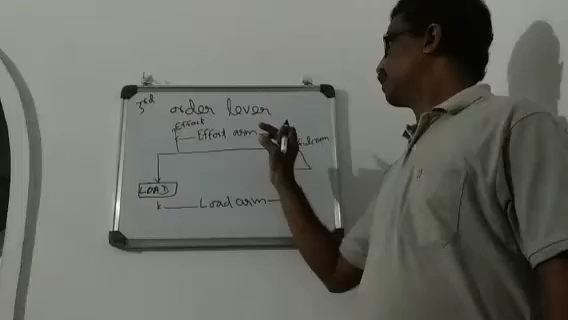 3rd order lever
Effort
Effort arm
LOAD
Load arm